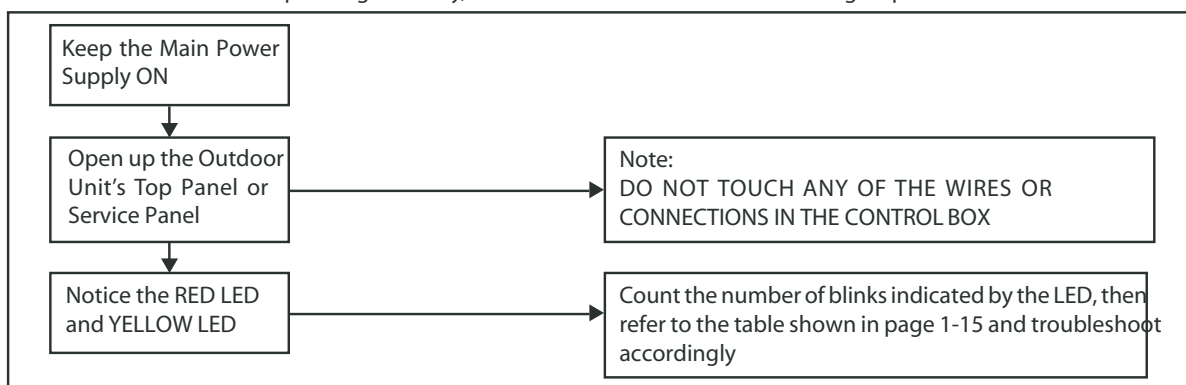 Keep the Main Power
Supply ON
Open up the Outdoor
Unit's Top Panel or
Service Panel
Note:
DO NOT TOUCH ANY OF THE WIRES OR
CONNECTIONS IN THE CONTROL BOX
Notice the RED LED
and YELLOW LED
Count the number of blinks indicated by the LED, then
refer to the table shown in page 1-15 and troubleshoot
accordingly